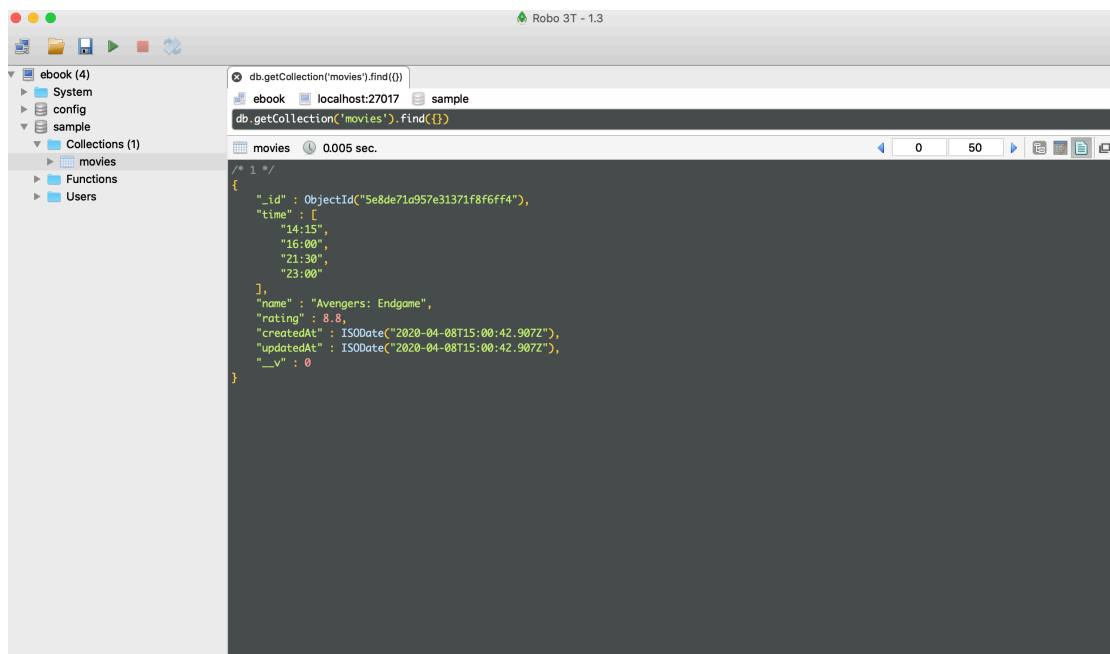 Robo 3T - 1.3
ebook (4)
System
config
sample
Collections (1)
movies
Functions
Users
db.getCollection('movies').find({})
ebook localhost:27017 sample
db.getCollection('movies').find({})
movies 0.005 sec. 0 50
/* 1 */
{
"_id" : ObjectId("5e8de71a957e31371f8f6ff4"),
"time" : [
"14:15",
"16:00",
"21:30",
"23:00"
],
"name" : "Avengers: Endgame",
"rating" : 8.8,
"createdAt" : ISODate("2020-04-08T15:00:42.907Z"),
"updatedAt" : ISODate("2020-04-08T15:00:42.907Z"),
"__v" : 0
}